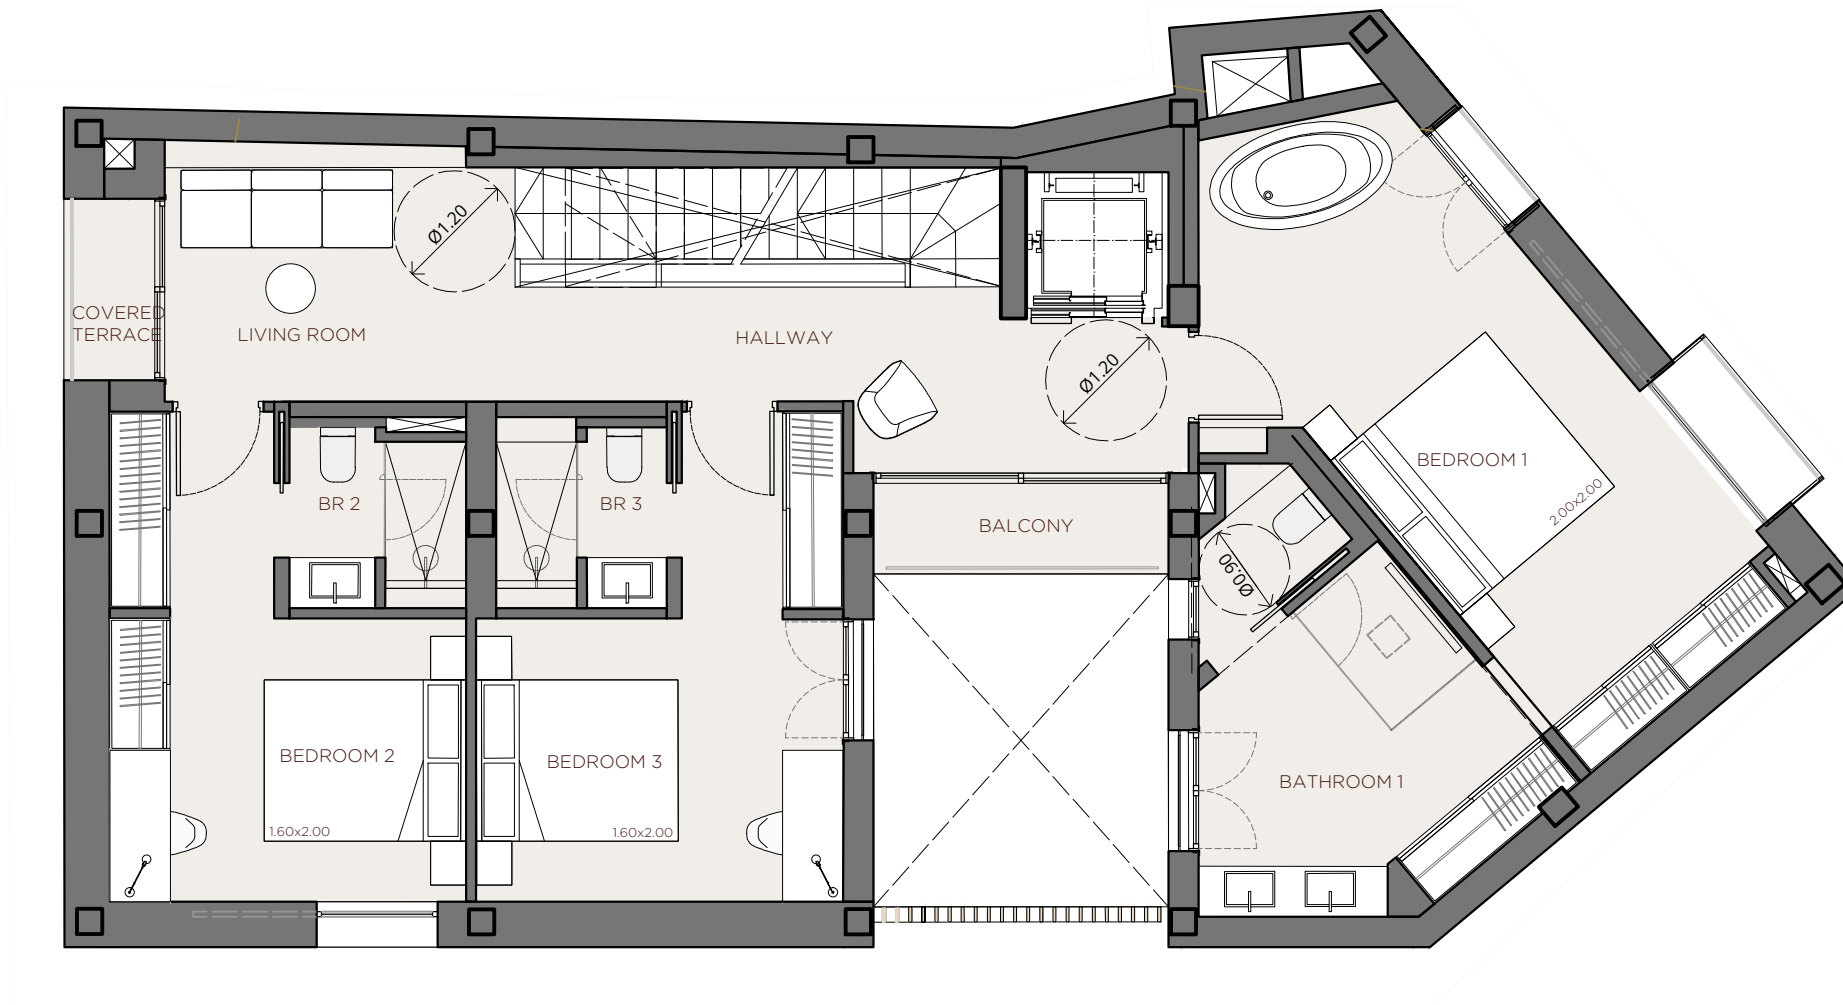 Ø1.20
COVERED
TERRACE
LIVING ROOM
HALLWAY
Ø1.20
BEDROOM 1
2.00x2.00
BR 2
BR 3
BALCONY
Ø0.90
BEDROOM 2
1.60x2.00
BEDROOM 3
1.60x2.00
BATHROOM 1